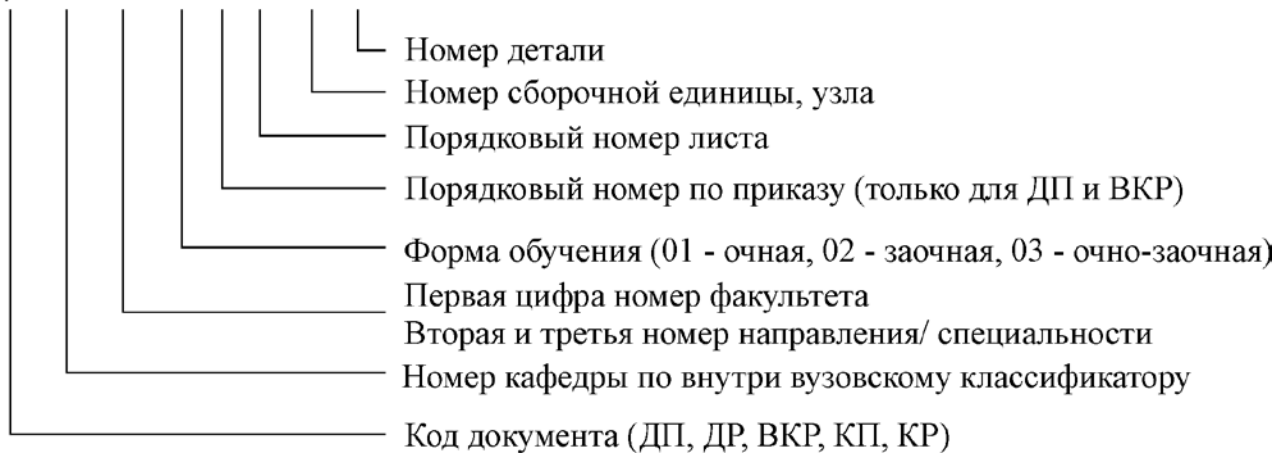 Номер детали
Номер сборочной единицы, узла
Порядковый номер листа
Порядковый номер по приказу (только для ДП и ВКР)
Форма обучения (01 - очная, 02 - заочная, 03 - очно-заочная)
Первая цифра номер факультета
Вторая и третья номер направления/ специальности
Номер кафедры по внутри вузовскому классификатору
Код документа (ДП, ДР, ВКР, КП, КР)